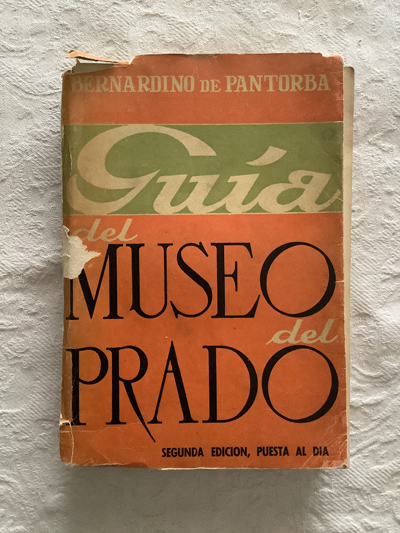 BERNARDINO DE PANTORBA
Guía
del
MUSEO
del
PRADO
SEGUNDA EDICION, PUESTA AL DIA